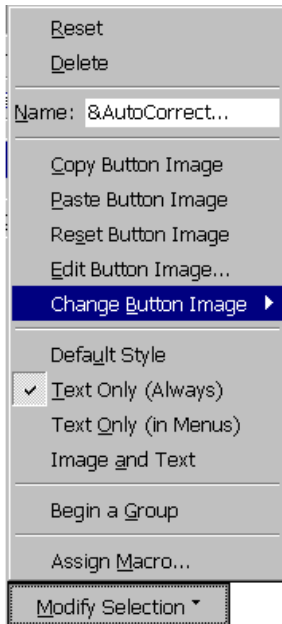 Reset
Delete
Name: &AutoCorrect...
Copy Button Image
Paste Button Image
Reset Button Image
Edit Button Image...
Change Button Image
Default Style
Text Only (Always)
Text Only (in Menus)
Image and Text
Begin a Group
Assign Macro...
Modify Selection